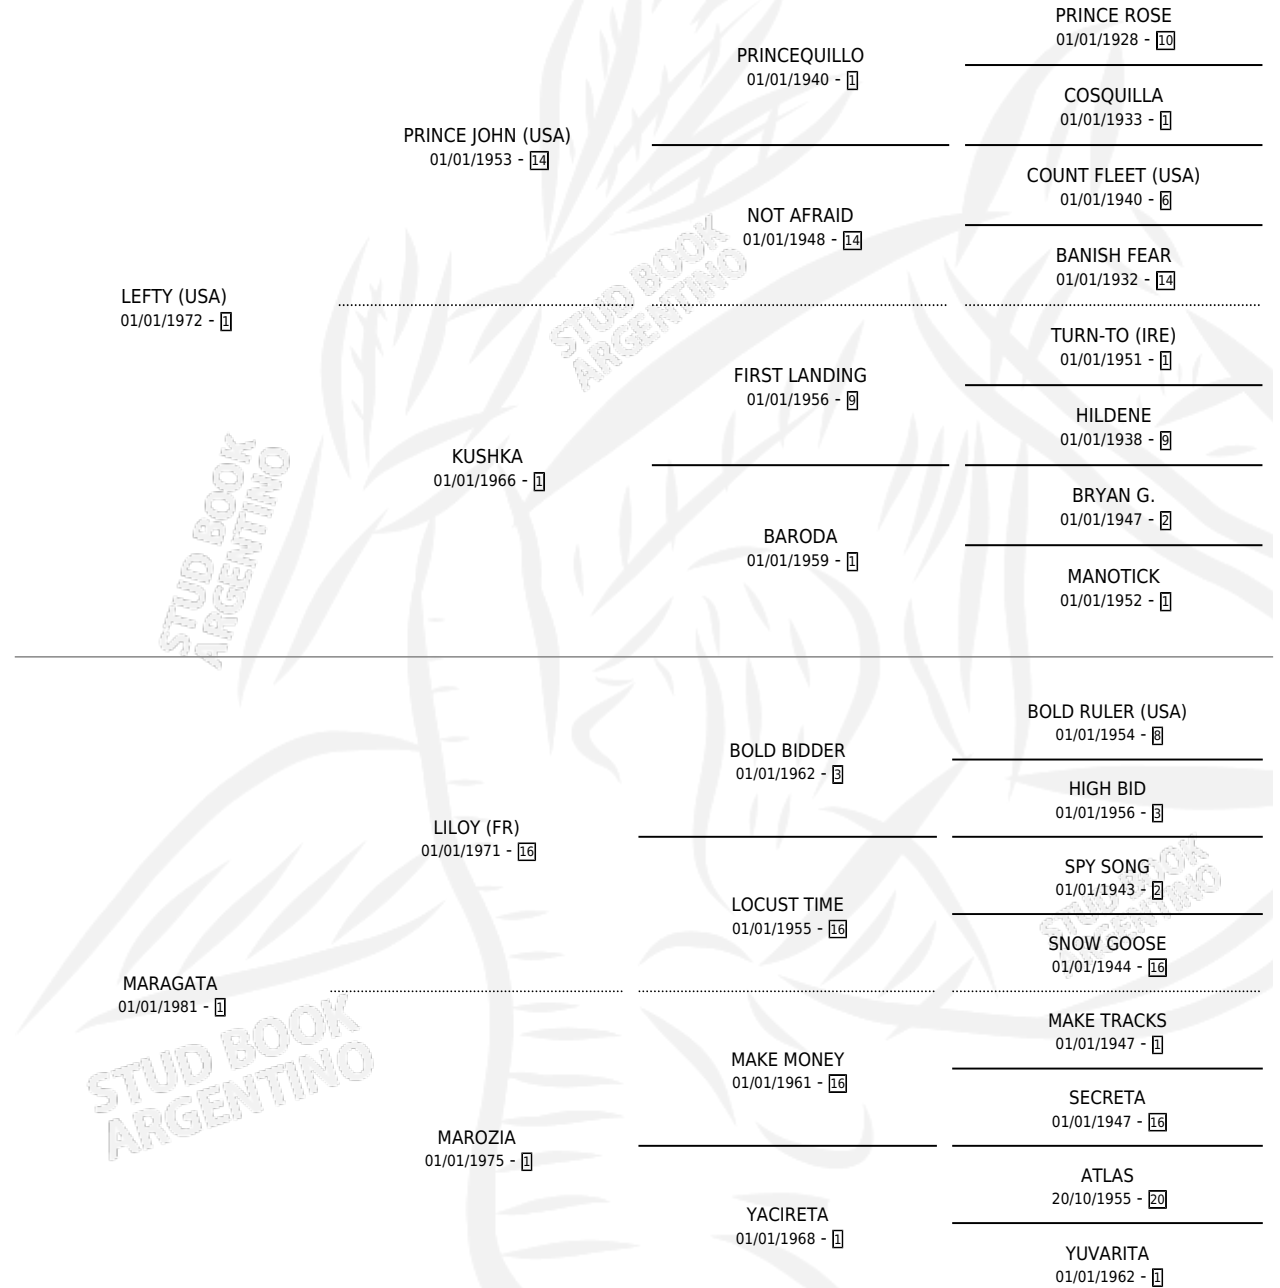 PRINCE ROSE
01/01/1928 - 10
PRINCEQUILLO
01/01/1940 - 1
COSQUILLA
01/01/1933 - 1
PRINCE JOHN (USA)
01/01/1953 - 14
COUNT FLEET (USA)
01/01/1940 - 6
NOT AFRAID
01/01/1948 - 14
BANISH FEAR
01/01/1932 - 14
LEFTY (USA)
01/01/1972 - 1
TURN-TO (IRE)
01/01/1951 - 1
FIRST LANDING
01/01/1956 - 9
HILDENE
01/01/1938 - 9
KUSHKA
01/01/1966 - 1
BRYAN G.
01/01/1947 - 2
BARODA
01/01/1959 - 1
MANOTICK
01/01/1952 - 1
STUD BOOK
ARGENTINO
STUD BOOK
ARGENTINO
BOLD RULER (USA)
01/01/1954 - 8
BOLD BIDDER
01/01/1962 - 3
HIGH BID
01/01/1956 - 3
LILOY (FR)
01/01/1971 - 16
SPY SONG
01/01/1943 - 2
LOCUST TIME
01/01/1955 - 16
SNOW GOOSE
01/01/1944 - 16
MARAGATA
01/01/1981 - 1
MAKE TRACKS
01/01/1947 - 1
MAKE MONEY
01/01/1961 - 16
SECRETA
01/01/1947 - 16
MAROZIA
01/01/1975 - 1
ATLAS
20/10/1955 - 20
YACIRETA
01/01/1968 - 1
YUVARITA
01/01/1962 - 1
STUD BOOK
ARGENTINO
STUD BOOK
ARGENTINO